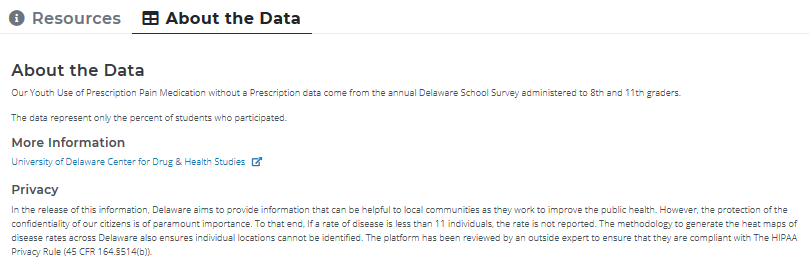 Resources
About the Data
About the Data
Our Youth Use of Prescription Pain Medication without a Prescription data come from the annual Delaware School Survey administered to 8th and 11th graders.
The data represent only the percent of students who participated.
More Information
University of Delaware Center for Drug & Health Studies
Privacy
In the release of this information, Delaware aims to provide information that can be helpful to local communities as they work to improve the public health. However, the protection of the
confidentiality of our citizens is of paramount importance. To that end, if a rate of disease is less than 11 individuals, the rate is not reported. The methodology to generate the heat maps of
disease rates across Delaware also ensures individual locations cannot be identified. The platform has been reviewed by an outside expert to ensure that they are compliant with The HIPAA
Privacy Rule (45 CFR 164.5514(b)).